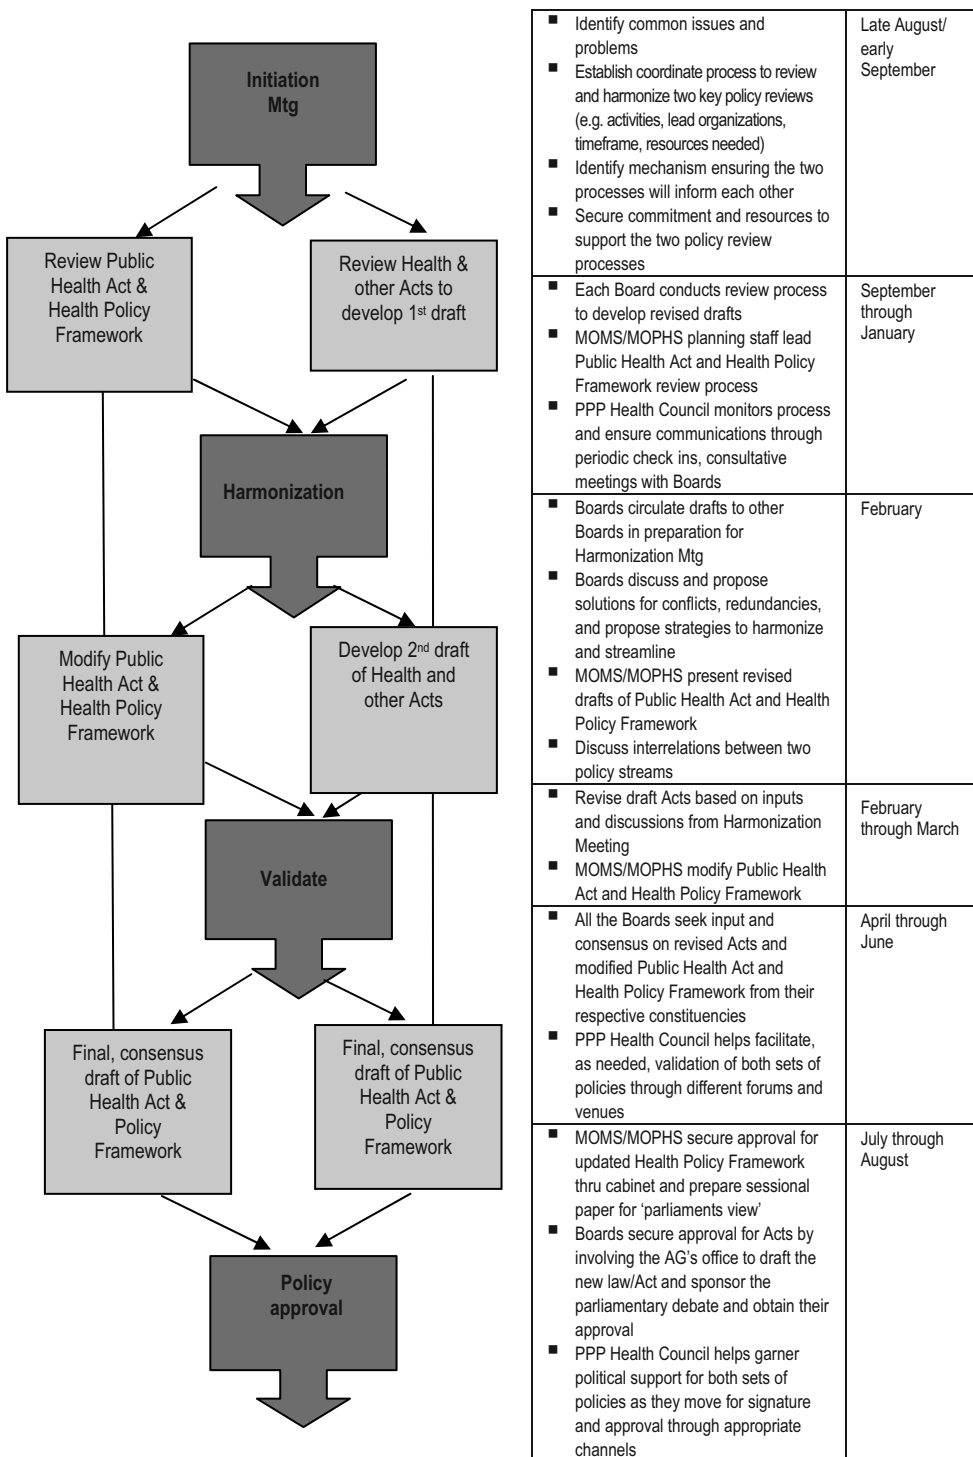 Initiation
Mtg
Review Public
Health Act &
Health Policy
Framework
Review Health &
other Acts to
develop 1st draft
Harmonization
Modify Public
Health Act &
Health Policy
Framework
Develop 2nd draft
of Health and
other Acts
Validate
Final, consensus
draft of Public
Health Act &
Policy
Framework
Final, consensus
draft of Public
Health Act &
Policy
Framework
Policy
approval
■ Identify common issues and
problems
■ Establish coordinate process to review
and harmonize two key policy reviews
(e.g. activities, lead organizations,
timeframe, resources needed)
■ Identify mechanism ensuring the two
processes will inform each other
■ Secure commitment and resources to
support the two policy review
processes
Late August/
early
September
■ Each Board conducts review process
to develop revised drafts
■ MOMS/MOPHS planning staff lead
Public Health Act and Health Policy
Framework review process
■ PPP Health Council monitors process
and ensure communications through
periodic check ins, consultative
meetings with Boards
September
through
January
■ Boards circulate drafts to other
Boards in preparation for
Harmonization Mtg
■ Boards discuss and propose
solutions for conflicts, redundancies,
and propose strategies to harmonize
and streamline
■ MOMS/MOPHS present revised
drafts of Public Health Act and Health
Policy Framework
■ Discuss interrelations between two
policy streams
February
■ Revise draft Acts based on inputs
and discussions from Harmonization
Meeting
■ MOMS/MOPHS modify Public Health
Act and Health Policy Framework
February
through March
■ All the Boards seek input and
consensus on revised Acts and
modified Public Health Act and
Health Policy Framework from their
respective constituencies
■ PPP Health Council helps facilitate,
as needed, validation of both sets of
policies through different forums and
venues
April through
June
■ MOMS/MOPHS secure approval for
updated Health Policy Framework
thru cabinet and prepare sessional
paper for ‘parliaments view’
■ Boards secure approval for Acts by
involving the AG’s office to draft the
new law/Act and sponsor the
parliamentary debate and obtain their
approval
■ PPP Health Council helps garner
political support for both sets of
policies as they move for signature
and approval through appropriate
channels
July through
August